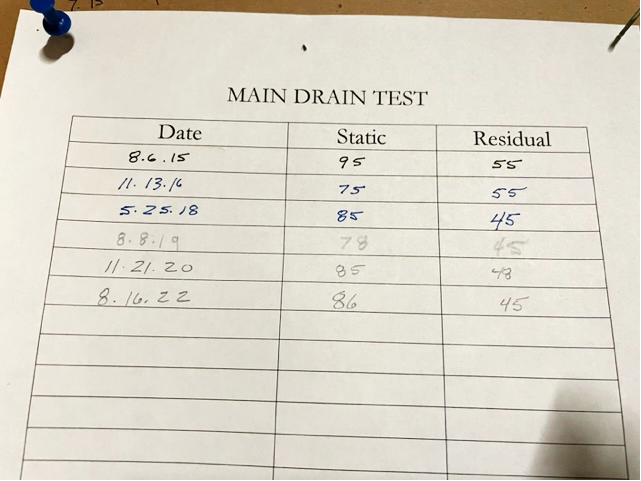 MAIN DRAIN TEST
Date Static Residual
8.6.15 95 55
11.13.16 75 55
5.25.18 85 45
8.8.19 78 45
11.21.20 85 48
8.16.22 86 45